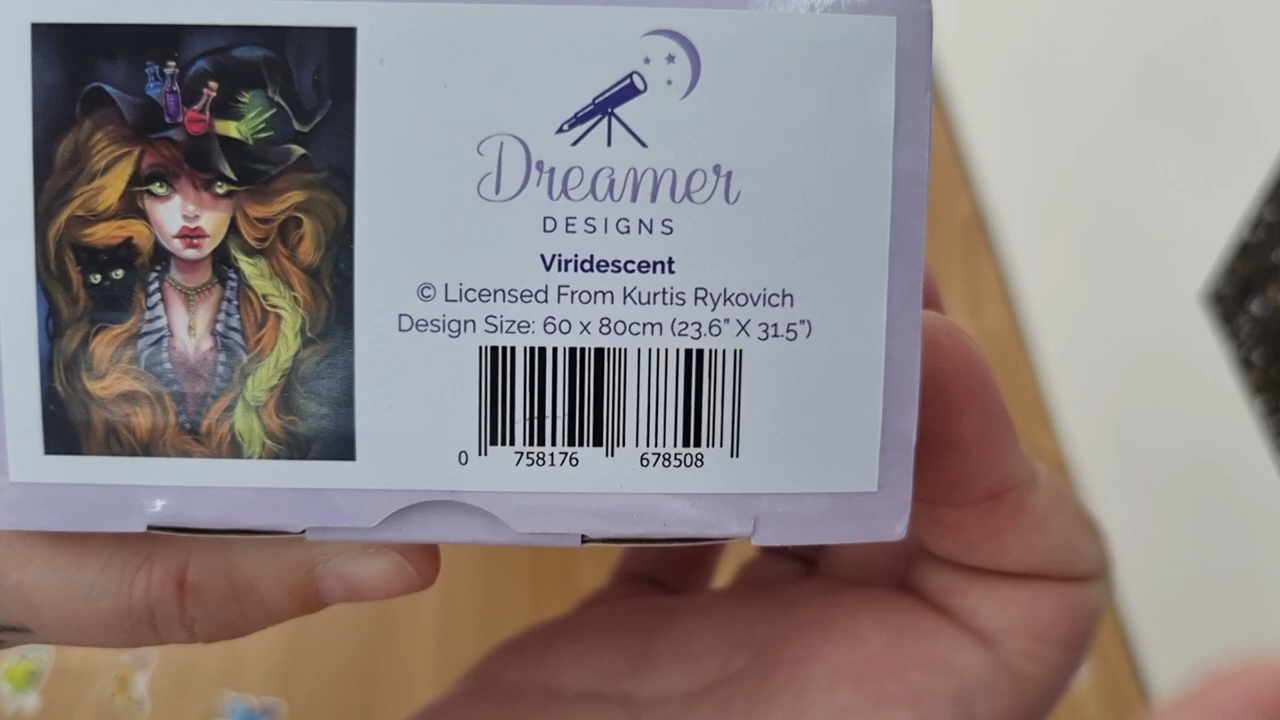 Dreamer
DESIGNS
Viridescent
© Licensed From Kurtis Rykovich
Design Size: 60 x 80cm (23.6" X 31.5")
0 758176 678508